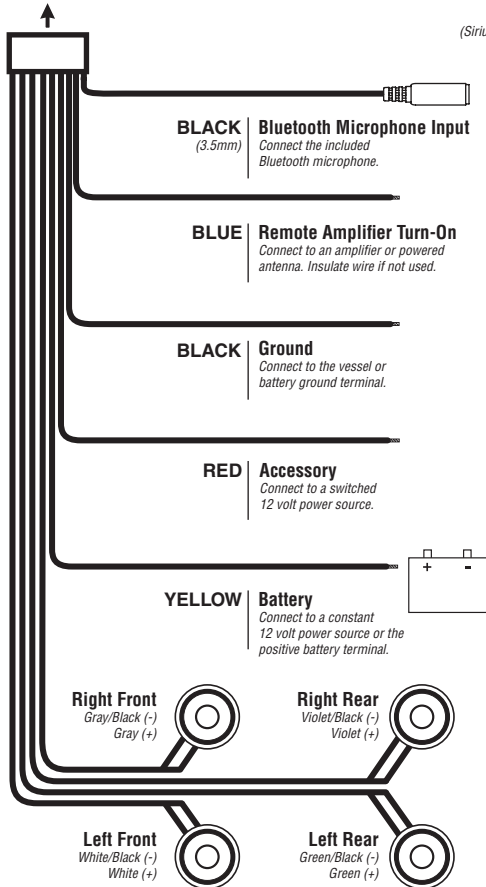 (Siriu
BLACK
(3.5mm)
Bluetooth Microphone Input
Connect the included
Bluetooth microphone.
BLUE
Remote Amplifier Turn-On
Connect to an amplifier or powered
antenna. Insulate wire if not used.
BLACK
Ground
Connect to the vessel or
battery ground terminal.
RED
Accessory
Connect to a switched
12 volt power source.
+ -
YELLOW
Battery
Connect to a constant
12 volt power source or the
positive battery terminal.
Right Front
Gray/Black (-)
Gray (+)
Right Rear
Violet/Black (-)
Violet (+)
Left Front
White/Black (-)
White (+)
Left Rear
Green/Black (-)
Green (+)